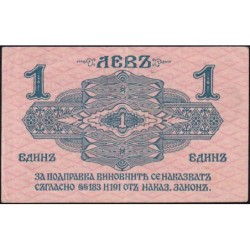 ЛЕВЪ
1 1
1
ЕДИНЪ ЕДИНЪ
ЗА ПОДПРАВКА ВИНОВНИТѢ СЕ НАКАЗВАТЪ
СЪГЛАСНО §§ 183 И 191 ОТЪ НАКАЗ. ЗАКОНЪ.